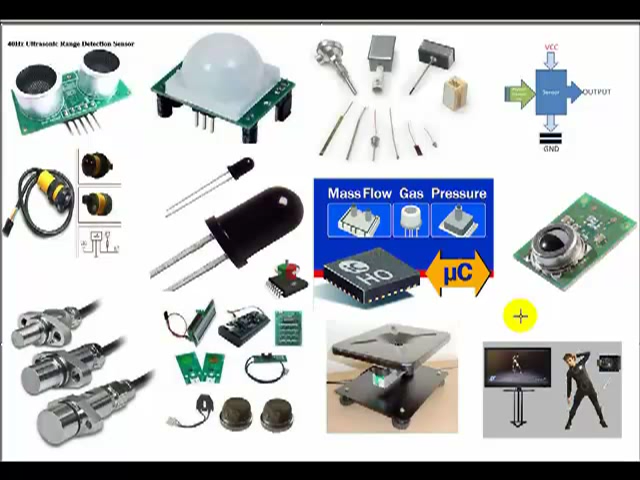 40Hz Ultrasonic Range Detection Sensor
VCC
Sensor
OUTPUT
GND
Mass Flow Gas Pressure
µC